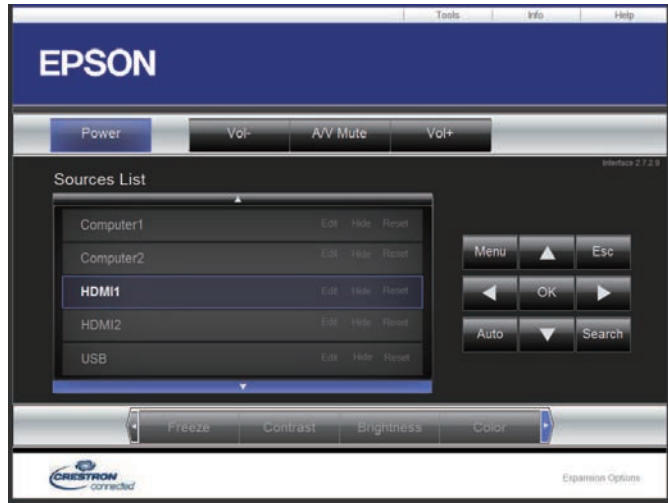 Tools Info Help
EPSON
Power Vol- A/V Mute Vol+
Interface 2.7.2.9
Sources List
Computer1 Edit Hide Reset
Computer2 Edit Hide Reset
HDMI1 Edit Hide Reset
HDMI2 Edit Hide Reset
USB Edit Hide Reset
Menu Esc
OK
Auto Search
Freeze Contrast Brightness Color
CRESTRON
connected
Expansion Options